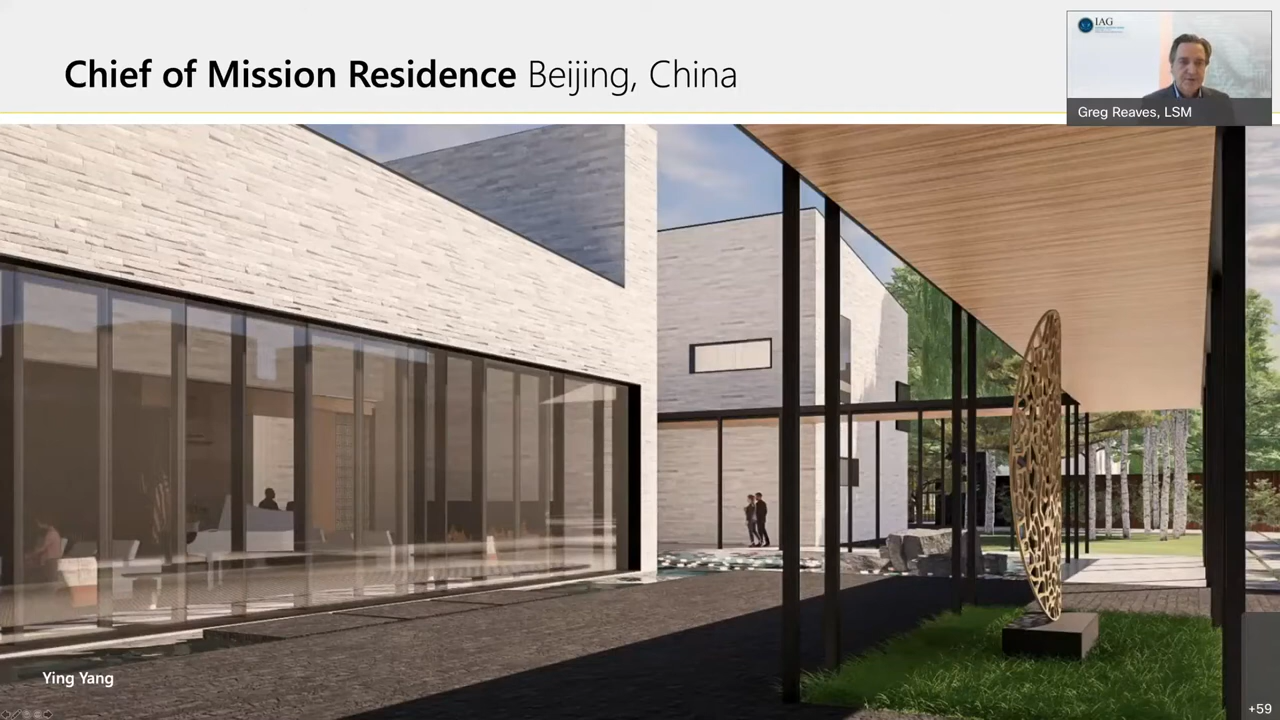 Chief of Mission Residence Beijing, China
IAG
Greg Reaves, LSM
Ying Yang
+59